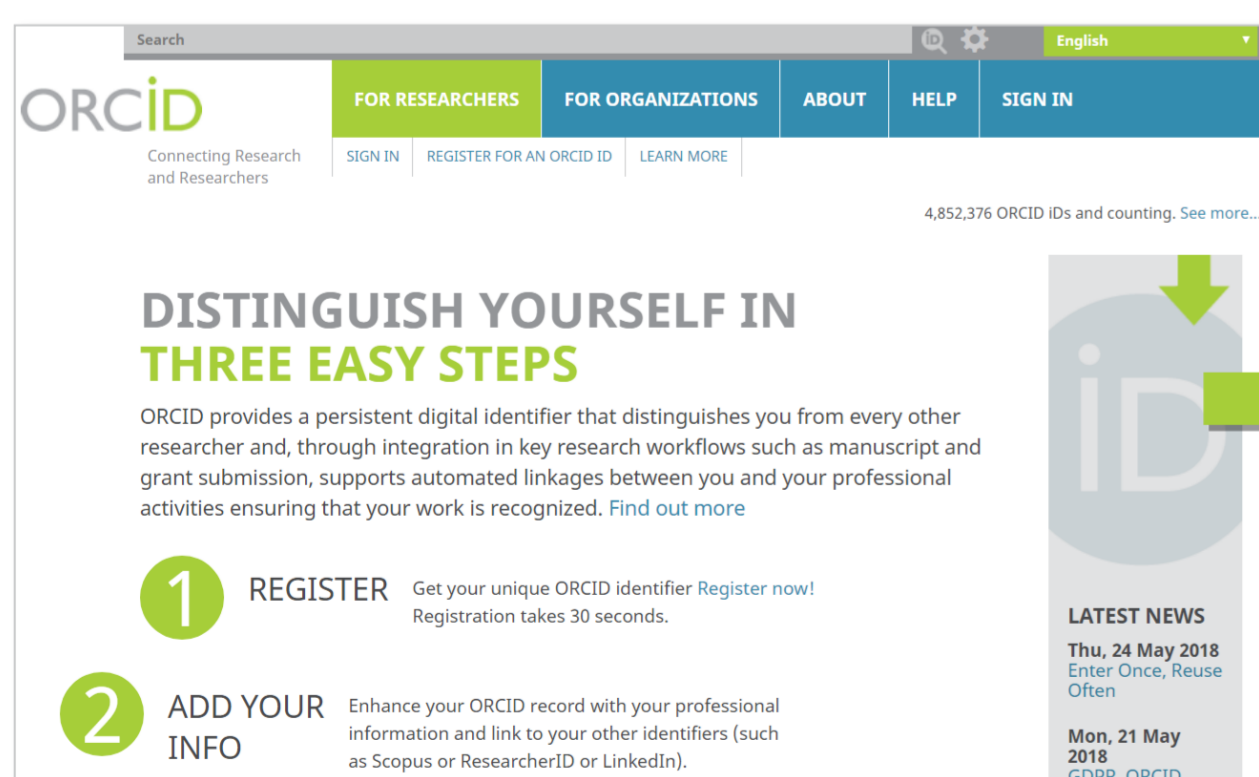 Search
English
ORCID
Connecting Research
and Researchers
FOR RESEARCHERS
FOR ORGANIZATIONS
ABOUT
HELP
SIGN IN
SIGN IN
REGISTER FOR AN ORCID ID
LEARN MORE
4,852,376 ORCID iDs and counting. See more...
DISTINGUISH YOURSELF IN
THREE EASY STEPS
ORCID provides a persistent digital identifier that distinguishes you from every other
researcher and, through integration in key research workflows such as manuscript and
grant submission, supports automated linkages between you and your professional
activities ensuring that your work is recognized. Find out more
1
REGISTER
Get your unique ORCID identifier Register now!
Registration takes 30 seconds.
2
ADD YOUR
INFO
Enhance your ORCID record with your professional
information and link to your other identifiers (such
as Scopus or ResearcherID or LinkedIn).
iD
LATEST NEWS
Thu, 24 May 2018
Enter Once, Reuse
Often
Mon, 21 May
2018
GDPR, ORCID